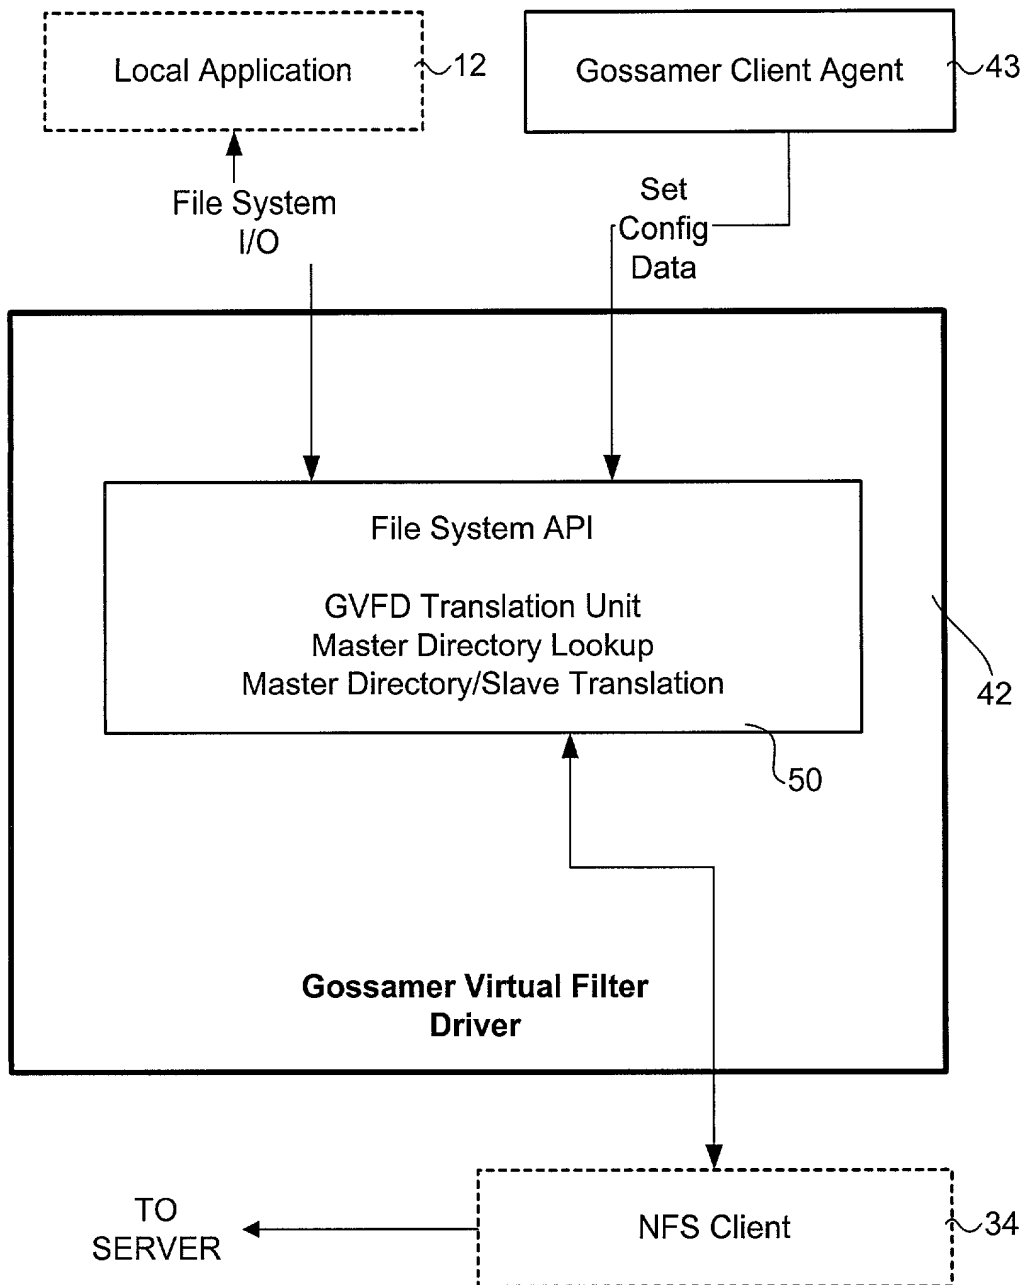 Local Application
12
Gossamer Client Agent
43
File System
I/O
Set
Config
Data
File System API
GVFD Translation Unit
Master Directory Lookup
Master Directory/Slave Translation
42
50
Gossamer Virtual Filter
Driver
TO
SERVER
NFS Client
34